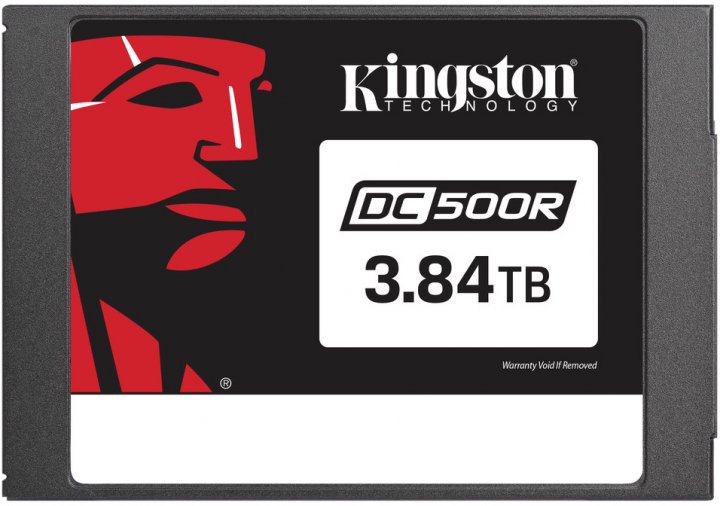 Kingston®
TECHNOLOGY
DC500R
3.84TB
Warranty Void If Removed
®